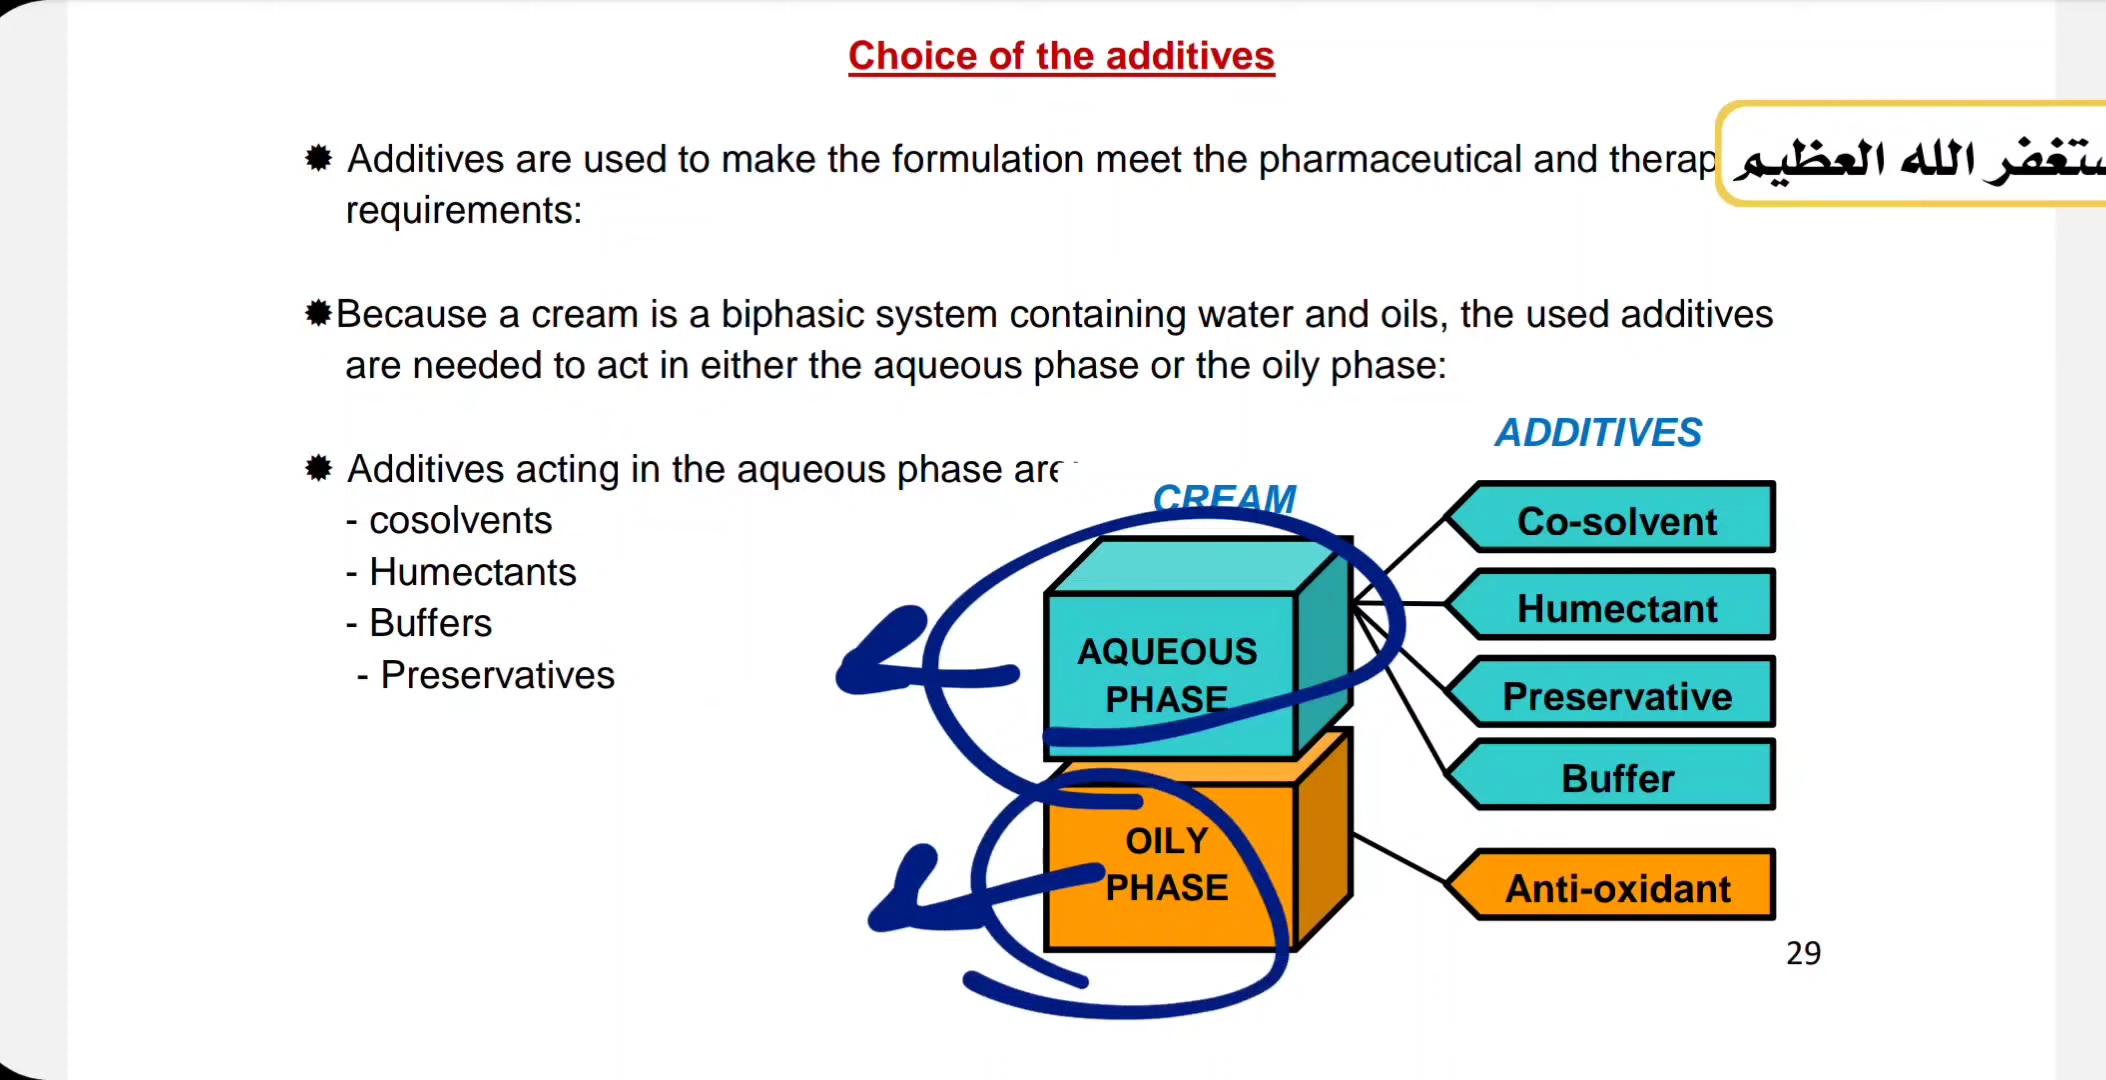 Choice of the additives
Additives are used to make the formulation meet the pharmaceutical and
requirements:
الله العظيم
Because a cream is a biphasic system containing water and oils, the used additives
are needed to act in either the aqueous phase or the oily phase:
ADDITIVES
Additives acting in the aqueous phase are
- cosolvents
- Humectants
- Buffers
- Preservatives
CREAM
AQUEOUS
PHASE
OILY
PHASE
Co-solvent
Humectant
Preservative
Buffer
Anti-oxidant
29